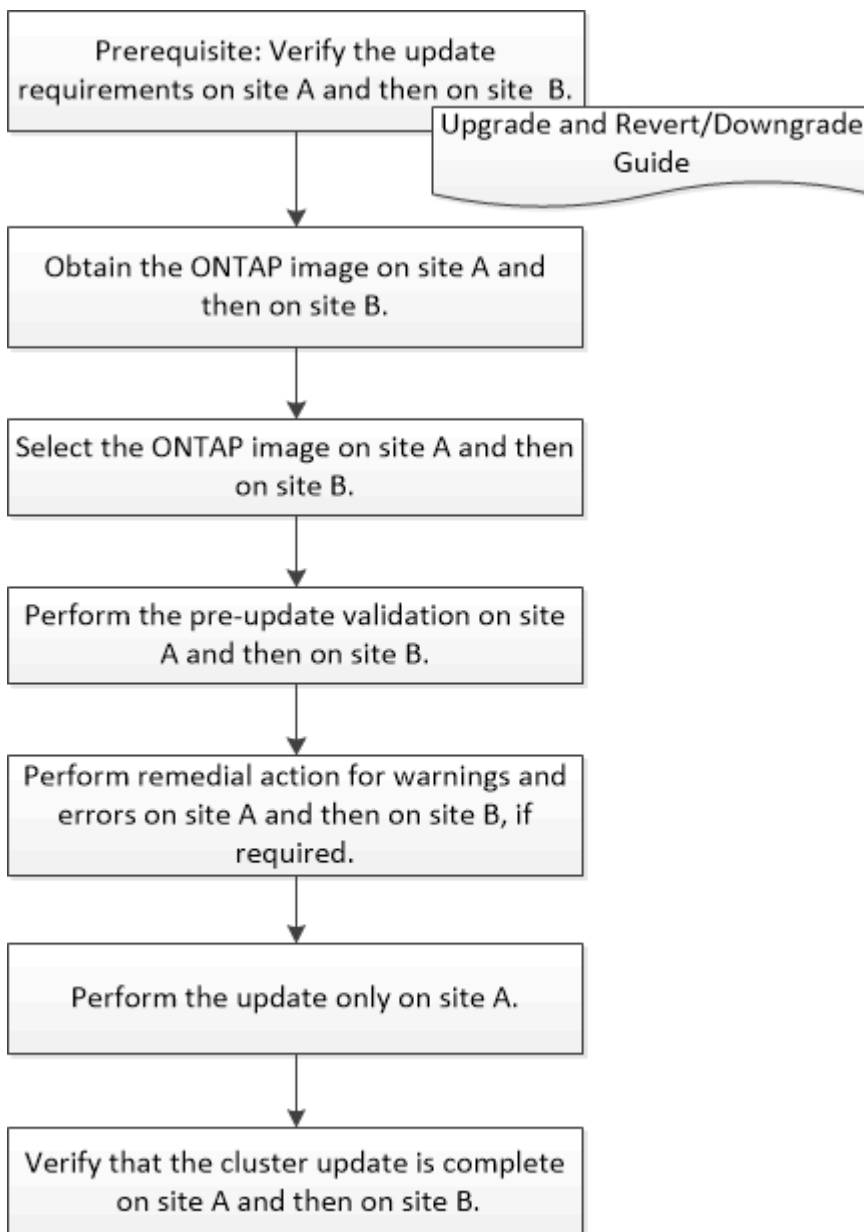 Prerequisite: Verify the update
requirements on site A and then on site B.
Upgrade and Revert/Downgrade
Guide
Obtain the ONTAP image on site A and
then on site B.
Select the ONTAP image on site A and then
on site B.
Perform the pre-update validation on site
A and then on site B.
Perform remedial action for warnings and
errors on site A and then on site B, if
required.
Perform the update only on site A.
Verify that the cluster update is complete
on site A and then on site B.